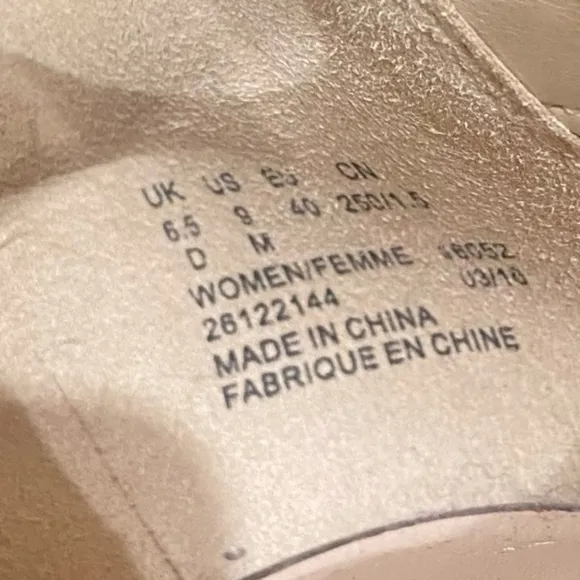 UK US EU CN
6.5 9 40 250/1.5
D M
WOMEN/FEMME
26122144 03/16
MADE IN CHINA
FABRIQUE EN CHINE